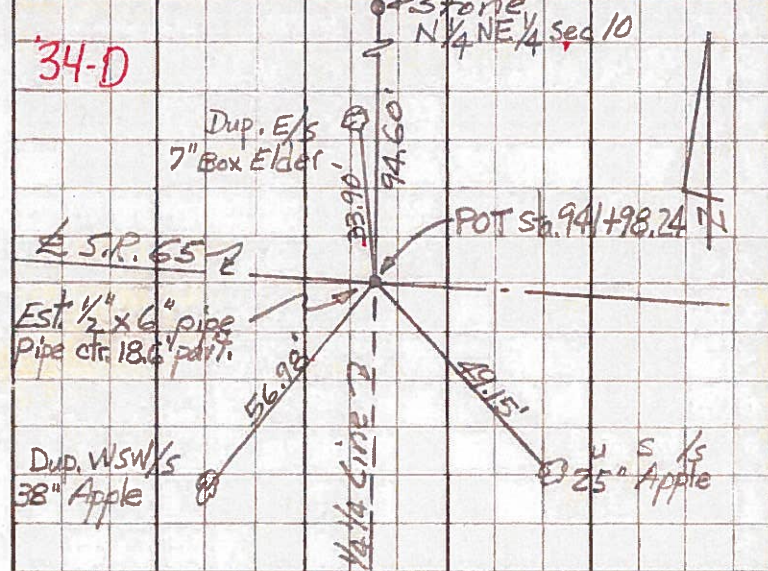 Stone
N 1/4 NE 1/4 sec 10
34-D
Dup. E/s
7" Box Elder
33.90'
94.60'
POT sta. 941+98.24
N
℄ S.R. 65
Est. 1/2" x 6" pipe
Pipe ctr. 18.6' pav't.
56.98'
49.15'
Dup. WSW/s
38" Apple
1/4 1/4 Line
u s /s
25" Apple